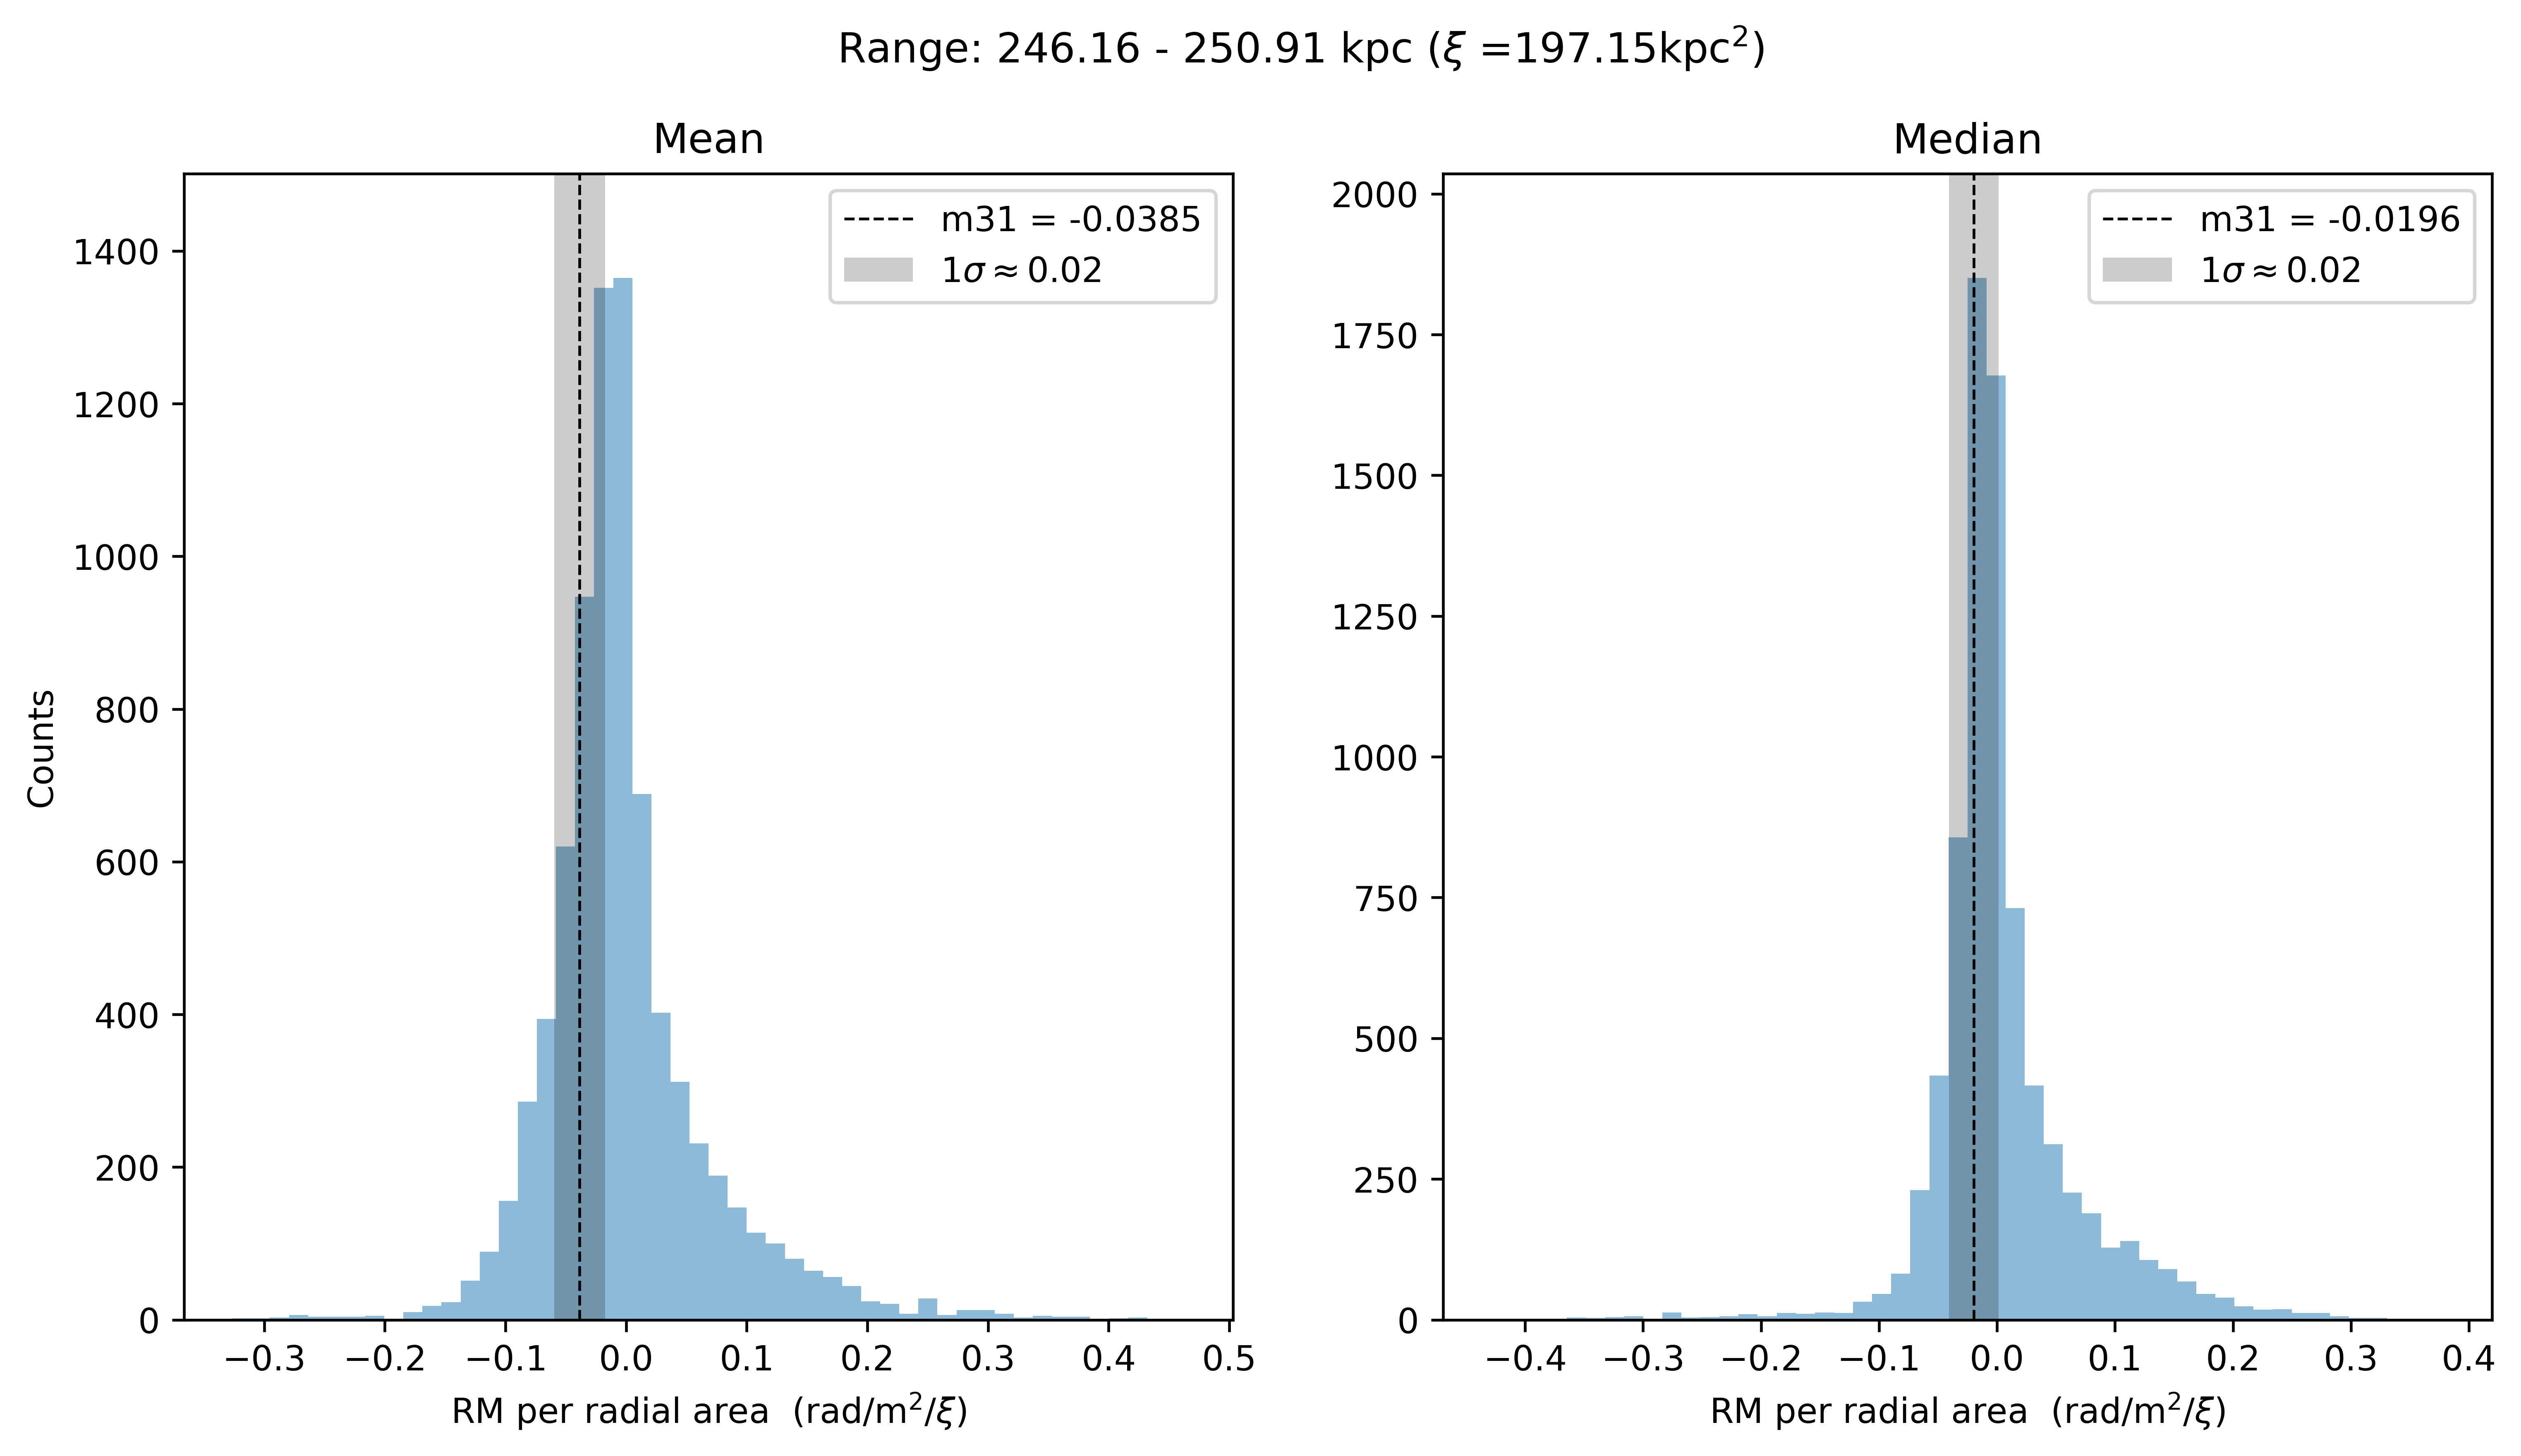 Range: 246.16 - 250.91 kpc (ξ =197.15kpc²)
Mean
m31 = -0.0385
1σ ≈ 0.02
1400
1200
1000
800
600
400
200
0
Counts
−0.3 −0.2 −0.1 0.0 0.1 0.2 0.3 0.4 0.5
RM per radial area (rad/m²/ξ)
Median
m31 = -0.0196
1σ ≈ 0.02
2000
1750
1500
1250
1000
750
500
250
0
−0.4 −0.3 −0.2 −0.1 0.0 0.1 0.2 0.3 0.4
RM per radial area (rad/m²/ξ)